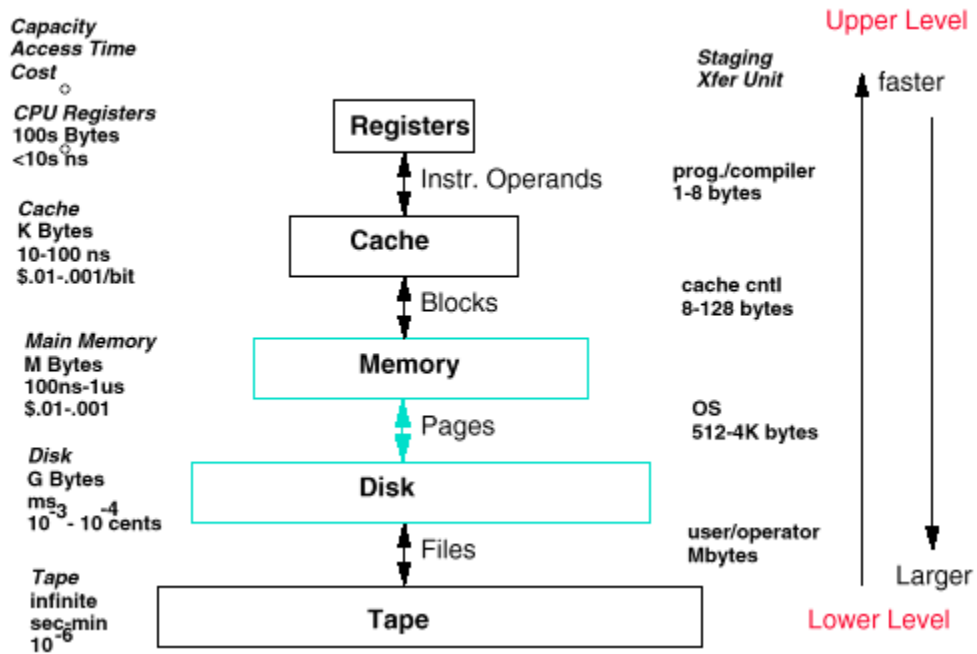 Capacity
Access Time
Cost
CPU Registers
100s Bytes
<10s ns
Cache
K Bytes
10-100 ns
$.01-.001/bit
Main Memory
M Bytes
100ns-1us
$.01-.001
Disk
G Bytes
ms
10^-3 - 10^-4 cents
Tape
infinite
sec-min
10^-6
Registers
Instr. Operands
Cache
Blocks
Memory
Pages
Disk
Files
Tape
Staging
Xfer Unit
prog./compiler
1-8 bytes
cache cntl
8-128 bytes
OS
512-4K bytes
user/operator
Mbytes
Upper Level
faster
Larger
Lower Level